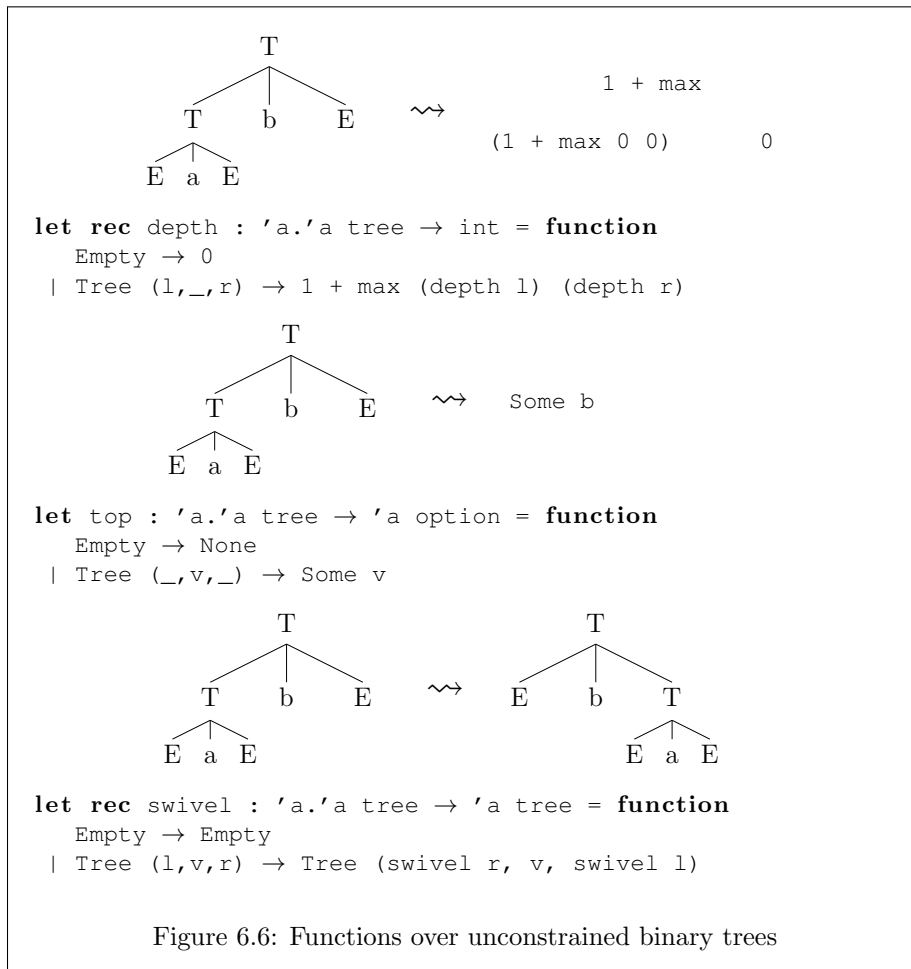 T
1 + max
T b E ⇝
(1 + max 0 0) 0
E a E
let rec depth : 'a.'a tree → int = function
Empty → 0
| Tree (l,_,r) → 1 + max (depth l) (depth r)
T
T b E ⇝ Some b
E a E
let top : 'a.'a tree → 'a option = function
Empty → None
| Tree (_,v,_) → Some v
T T
T b E ⇝ E b T
E a E E a E
let rec swivel : 'a.'a tree → 'a tree = function
Empty → Empty
| Tree (l,v,r) → Tree (swivel r, v, swivel l)
Figure 6.6: Functions over unconstrained binary trees